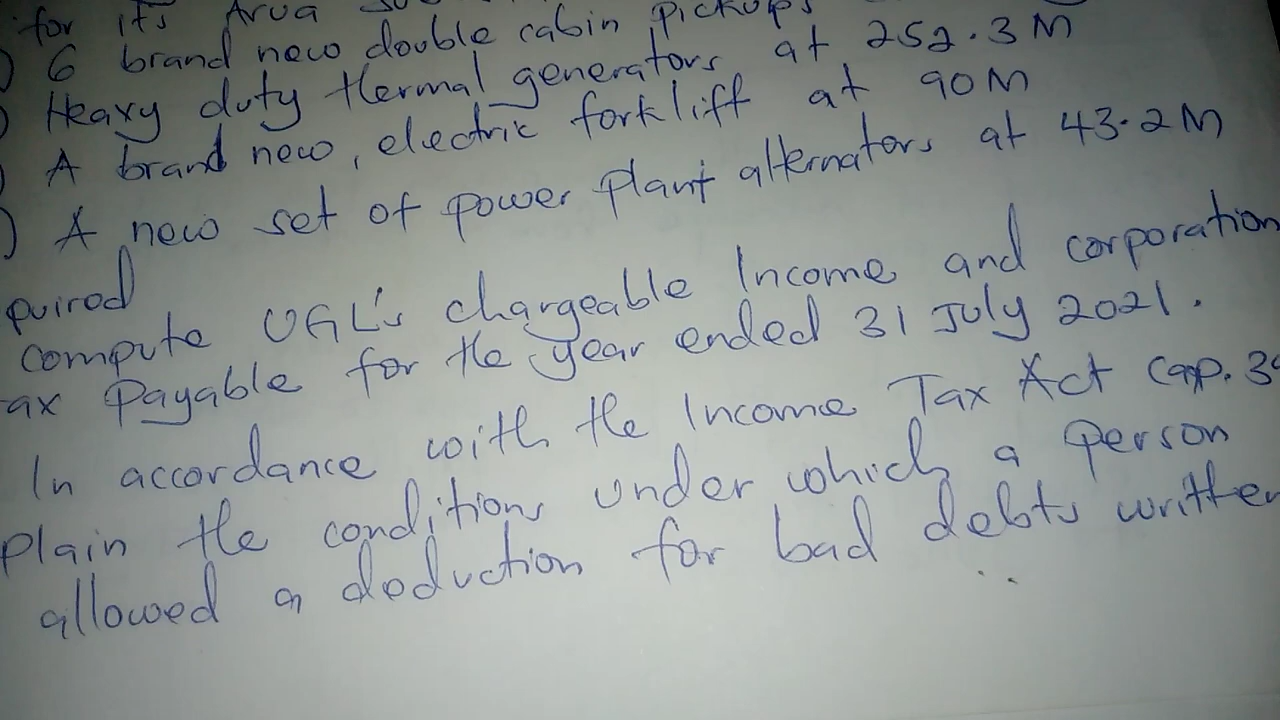 for its Arua
) 6 brand new double cabin pickups
) Heavy duty thermal generators at 252.3M
) A brand new, electric forklift at 90M
) A new set of power plant alternators at 43.2M
quired
compute UGL's chargeable Income and corporation
ax payable for the year ended 31 July 2021.
In accordance with the Income Tax Act Cap. 3
plain the conditions under which a person
allowed a deduction for bad debts written